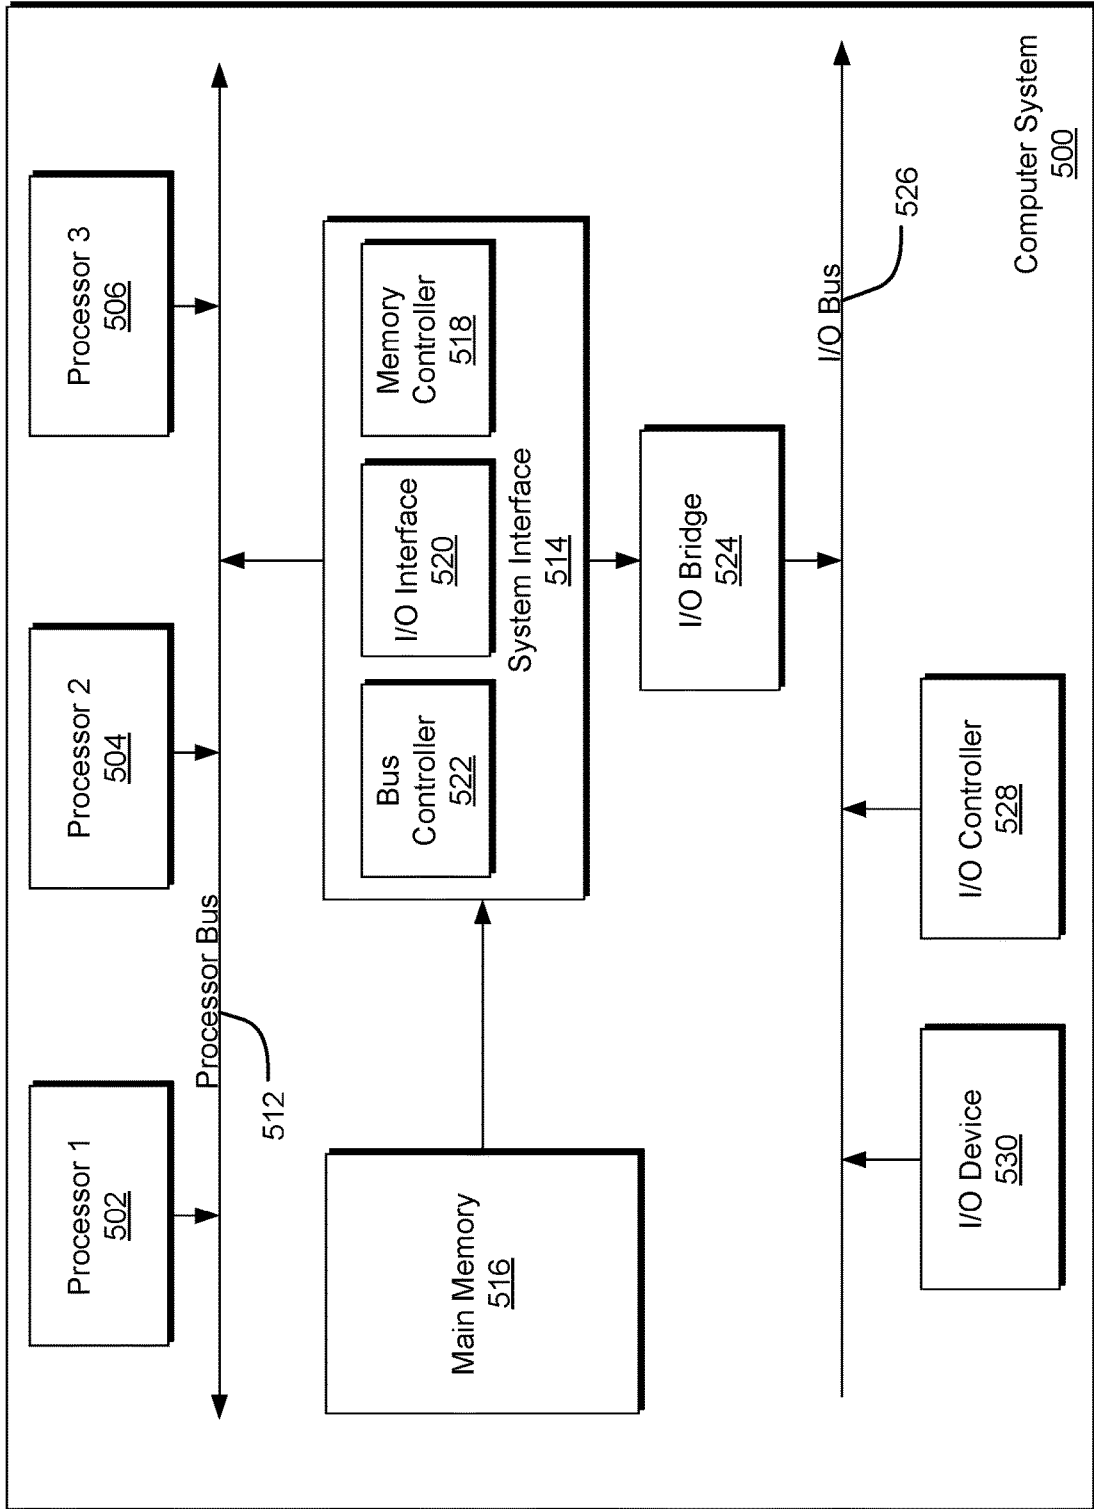 Processor 1
502
Processor 2
504
Processor 3
506
Processor Bus
512
Main Memory
516
Bus
Controller
522
I/O Interface
520
Memory
Controller
518
System Interface
514
I/O Bridge
524
I/O Bus
526
I/O Device
530
I/O Controller
528
Computer System
500